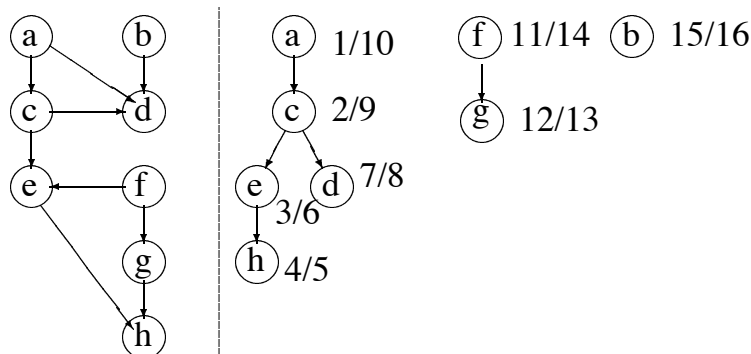 a b
c d
e f
g
h
a 1/10
c 2/9
e 3/6 d 7/8
h 4/5
f 11/14 b 15/16
g 12/13